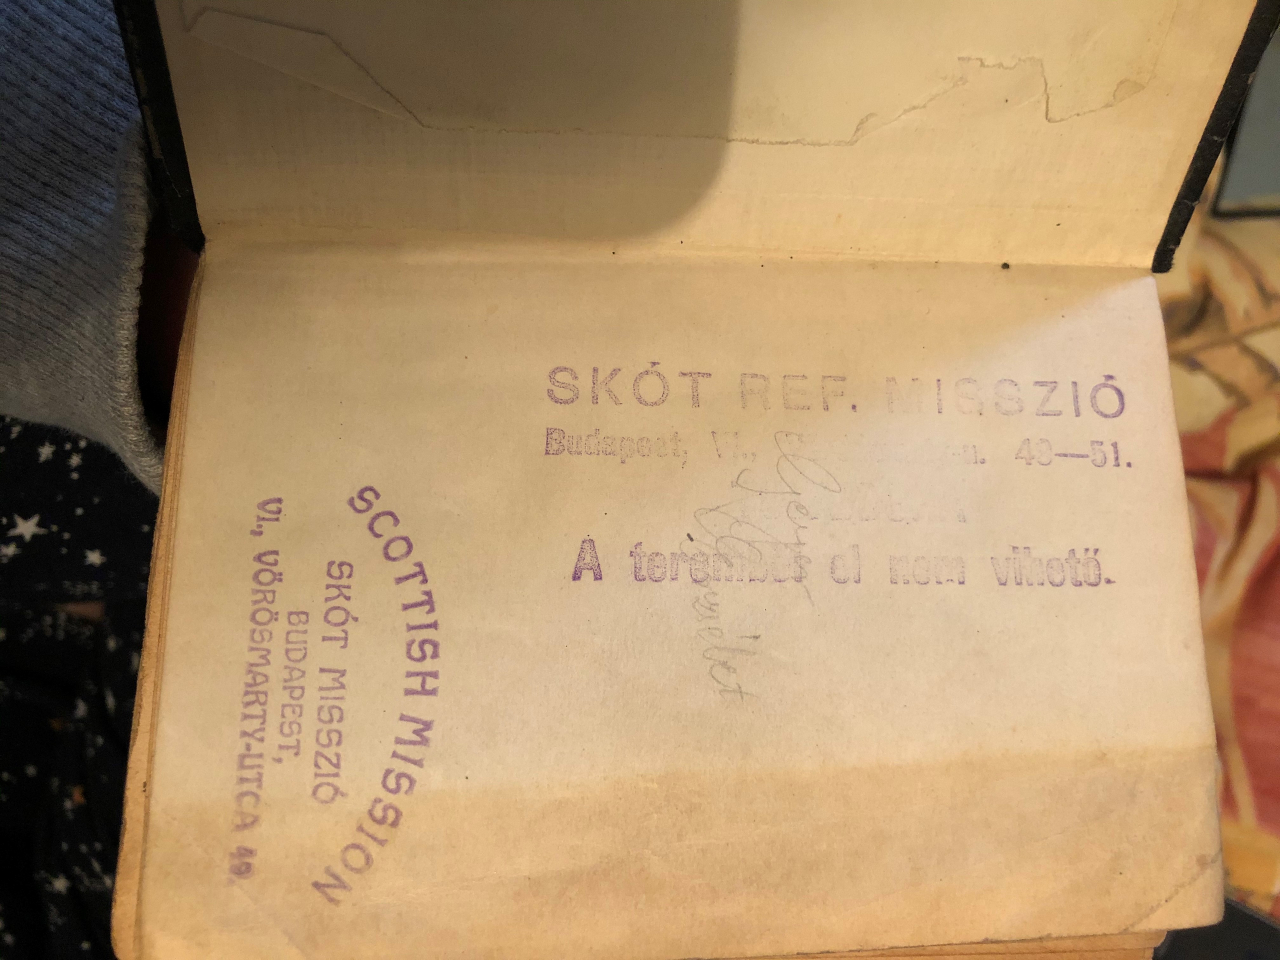 SKÓT REF. MISSZIÓ
Budapest, VI., u. 49—51.
A teremből el nem vihető.
SCOTTISH MISSION
SKÓT MISSZIÓ
BUDAPEST,
VI., VÖRÖSMARTY-UTCA 49.